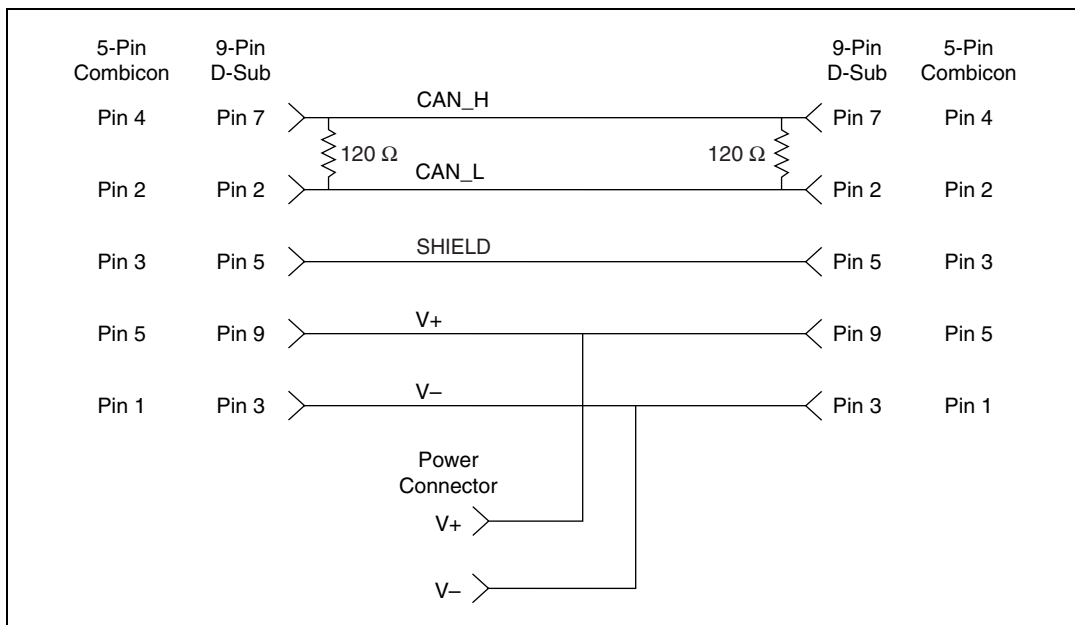 5-Pin Combicon
9-Pin D-Sub
9-Pin D-Sub
5-Pin Combicon
Pin 4
Pin 7
CAN_H
Pin 7
Pin 4
120 Ω
120 Ω
Pin 2
Pin 2
CAN_L
Pin 2
Pin 2
Pin 3
Pin 5
SHIELD
Pin 5
Pin 3
Pin 5
Pin 9
V+
Pin 9
Pin 5
Pin 1
Pin 3
V–
Pin 3
Pin 1
Power
Connector
V+
V–